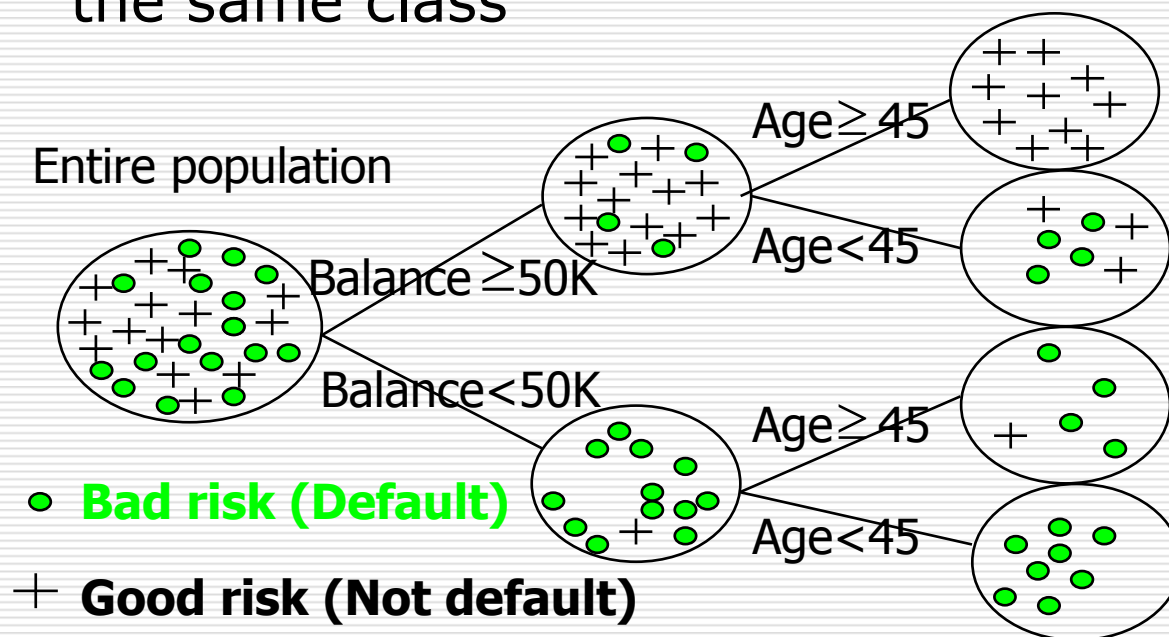 the same class
Entire population
Balance ≥50K
Balance<50K
Age≥45
Age<45
Age≥45
Age<45
Bad risk (Default)
Good risk (Not default)